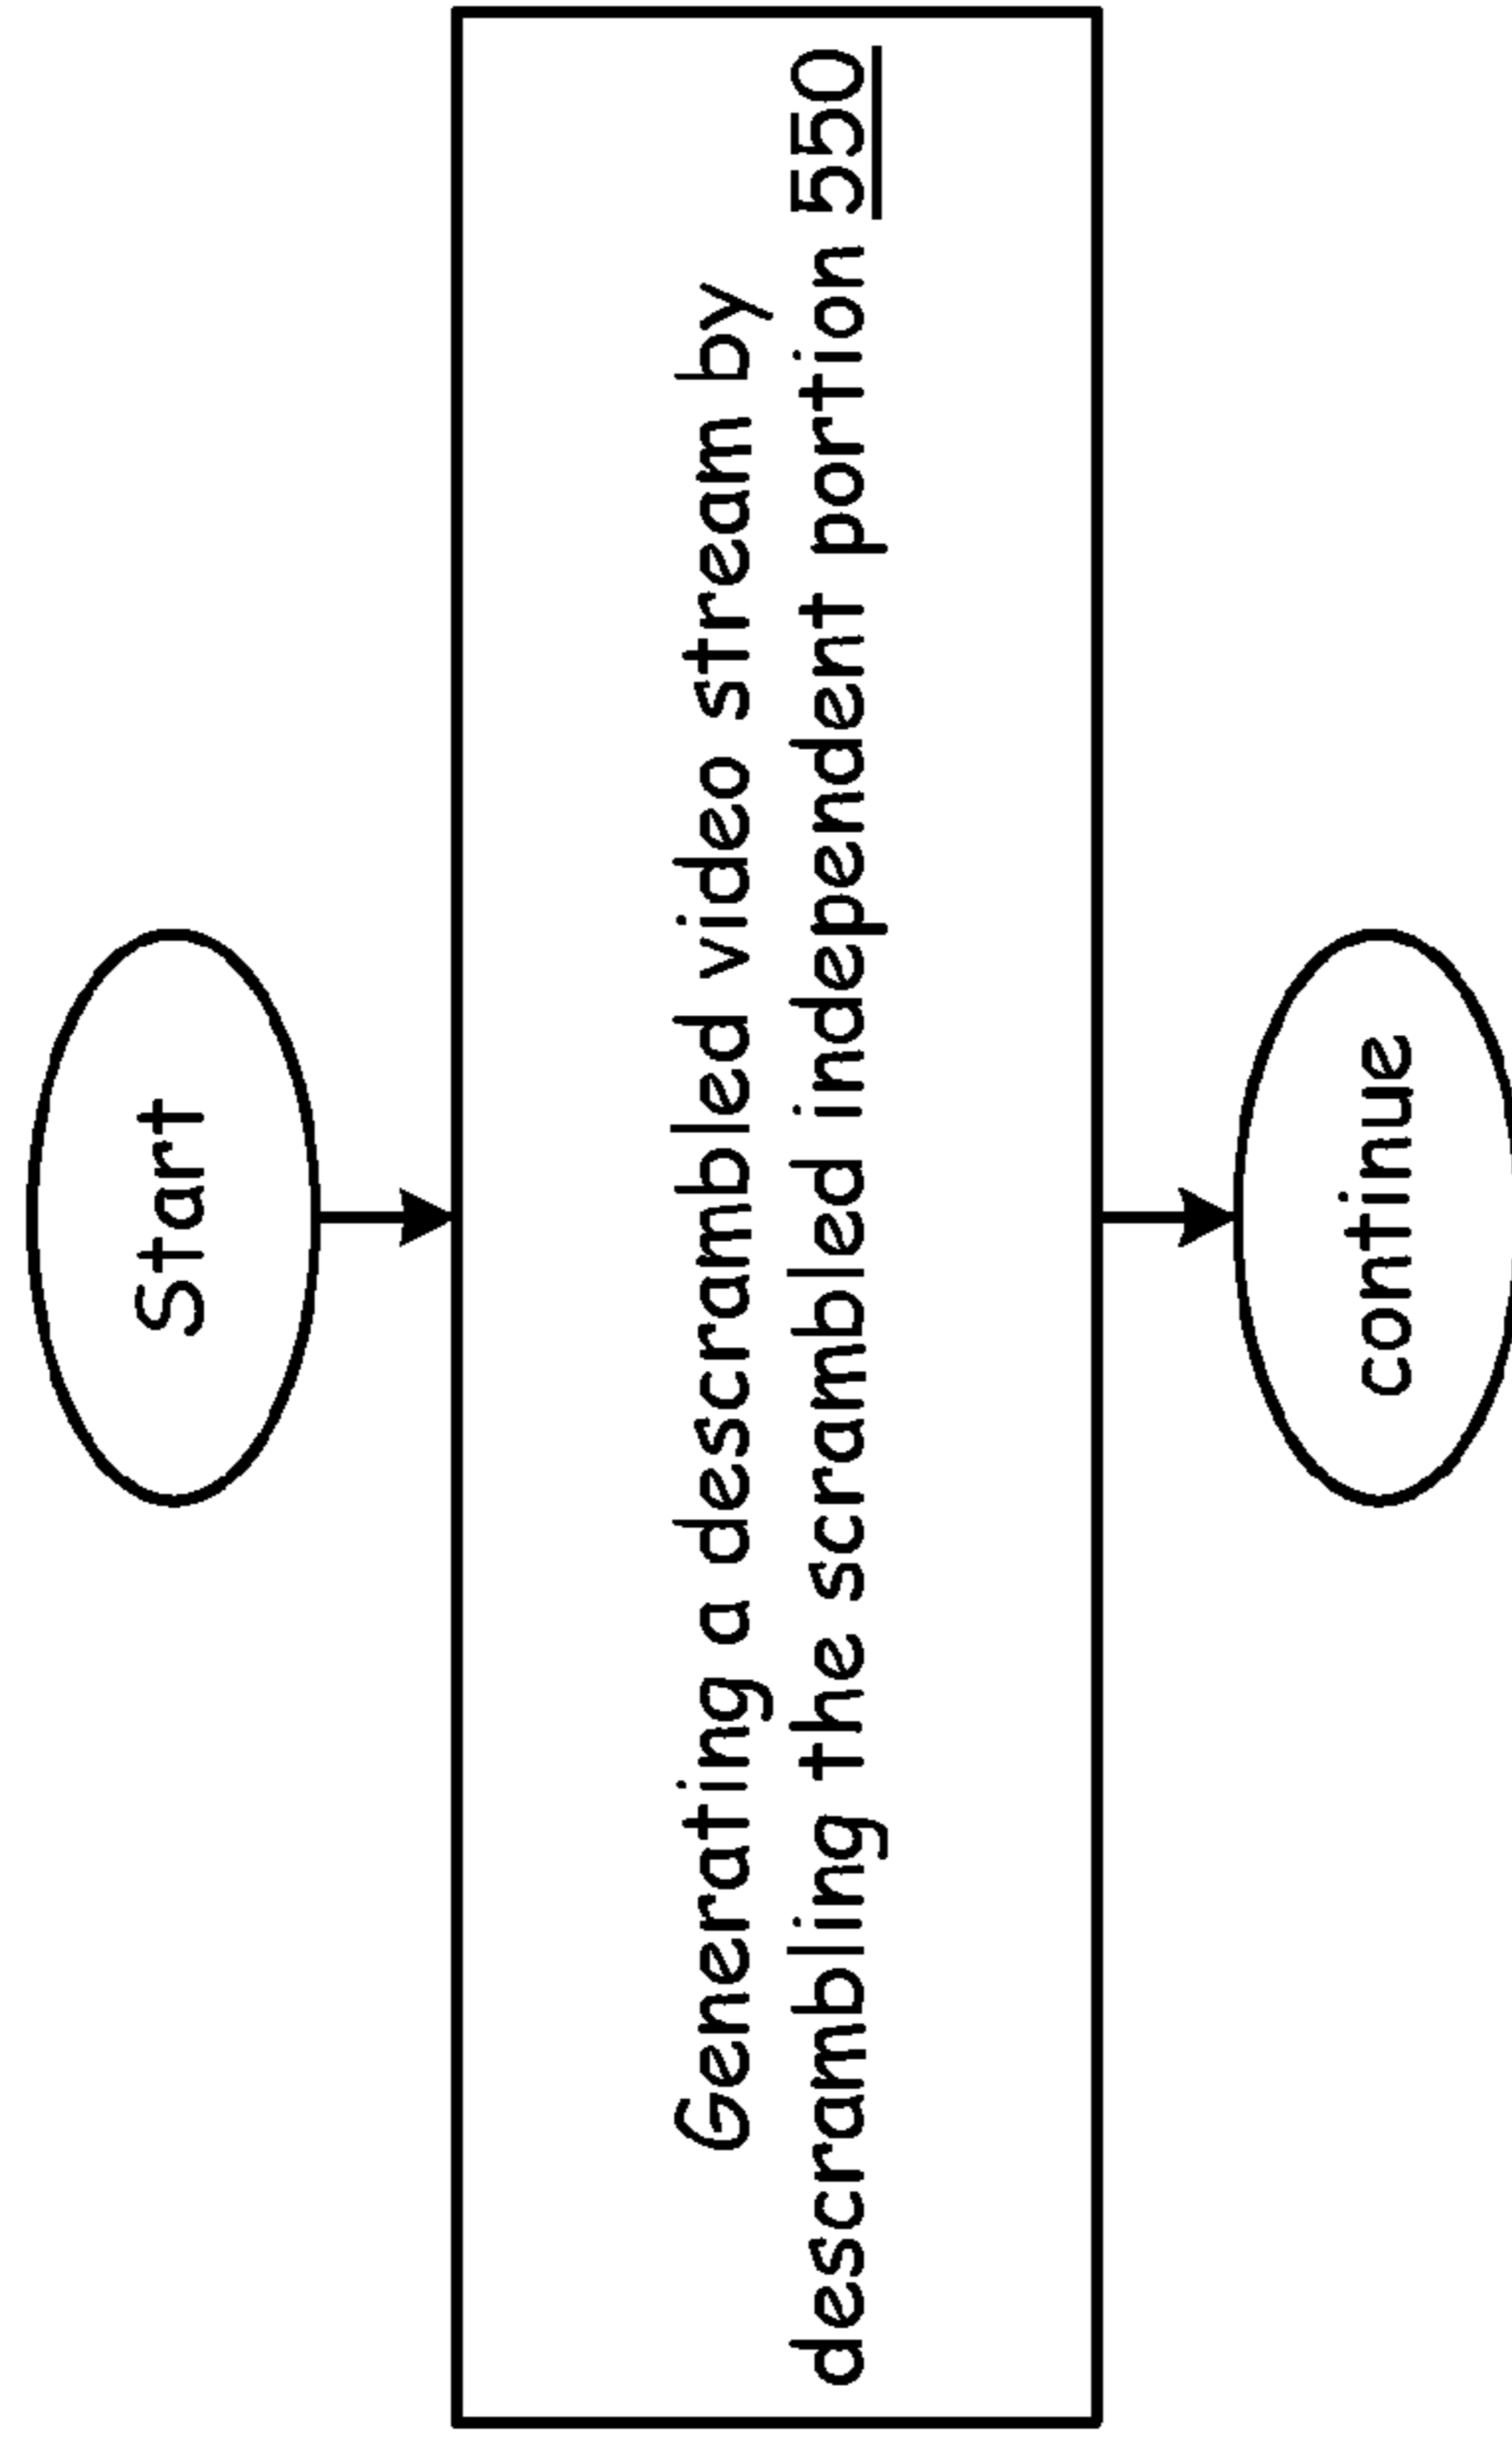 Start
Generating a descrambled video stream by
descrambling the scrambled independent portion 550
continue